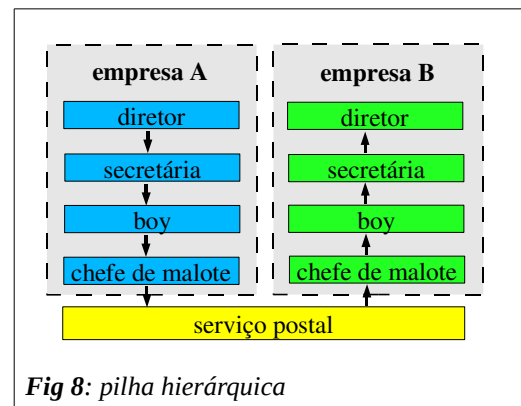 empresa A
diretor
secretária
boy
chefe de malote
empresa B
diretor
secretária
boy
chefe de malote
serviço postal
Fig 8: pilha hierárquica